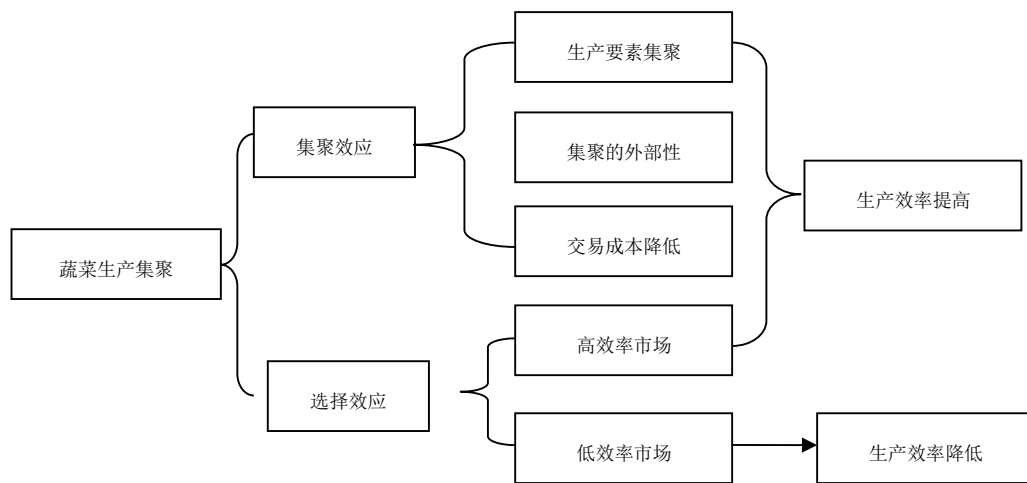 生产要素集聚
集聚效应
集聚的外部性
生产效率提高
交易成本降低
蔬菜生产集聚
高效率市场
选择效应
低效率市场
生产效率降低